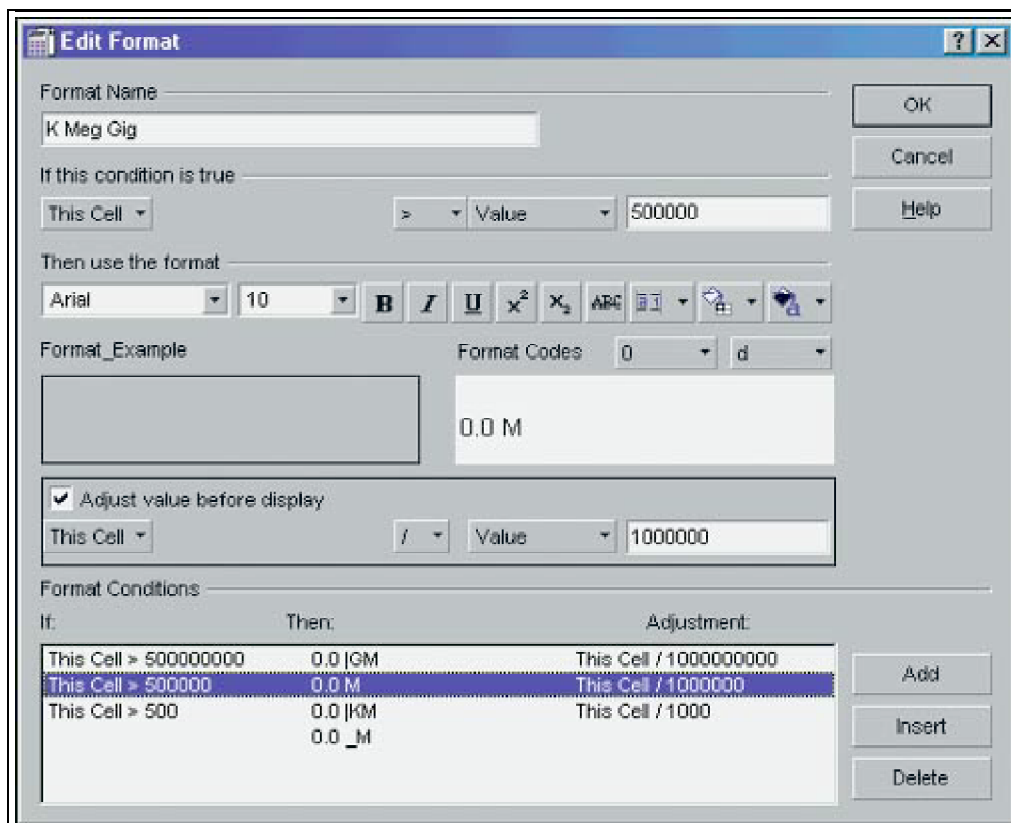 Edit Format
Format Name
OK
K Meg Gig
Cancel
If this condition is true
This Cell > Value 500000
Help
Then use the format
Arial 10 B I U x² X₂ ABC
Format_Example Format Codes 0 d
0.0 M
Adjust value before display
This Cell / Value 1000000
Format Conditions
If: Then: Adjustment:
This Cell > 500000000 0.0 |GM This Cell / 1000000000
This Cell > 500000 0.0 M This Cell / 1000000
This Cell > 500 0.0 |KM This Cell / 1000
0.0 _M
Add
Insert
Delete